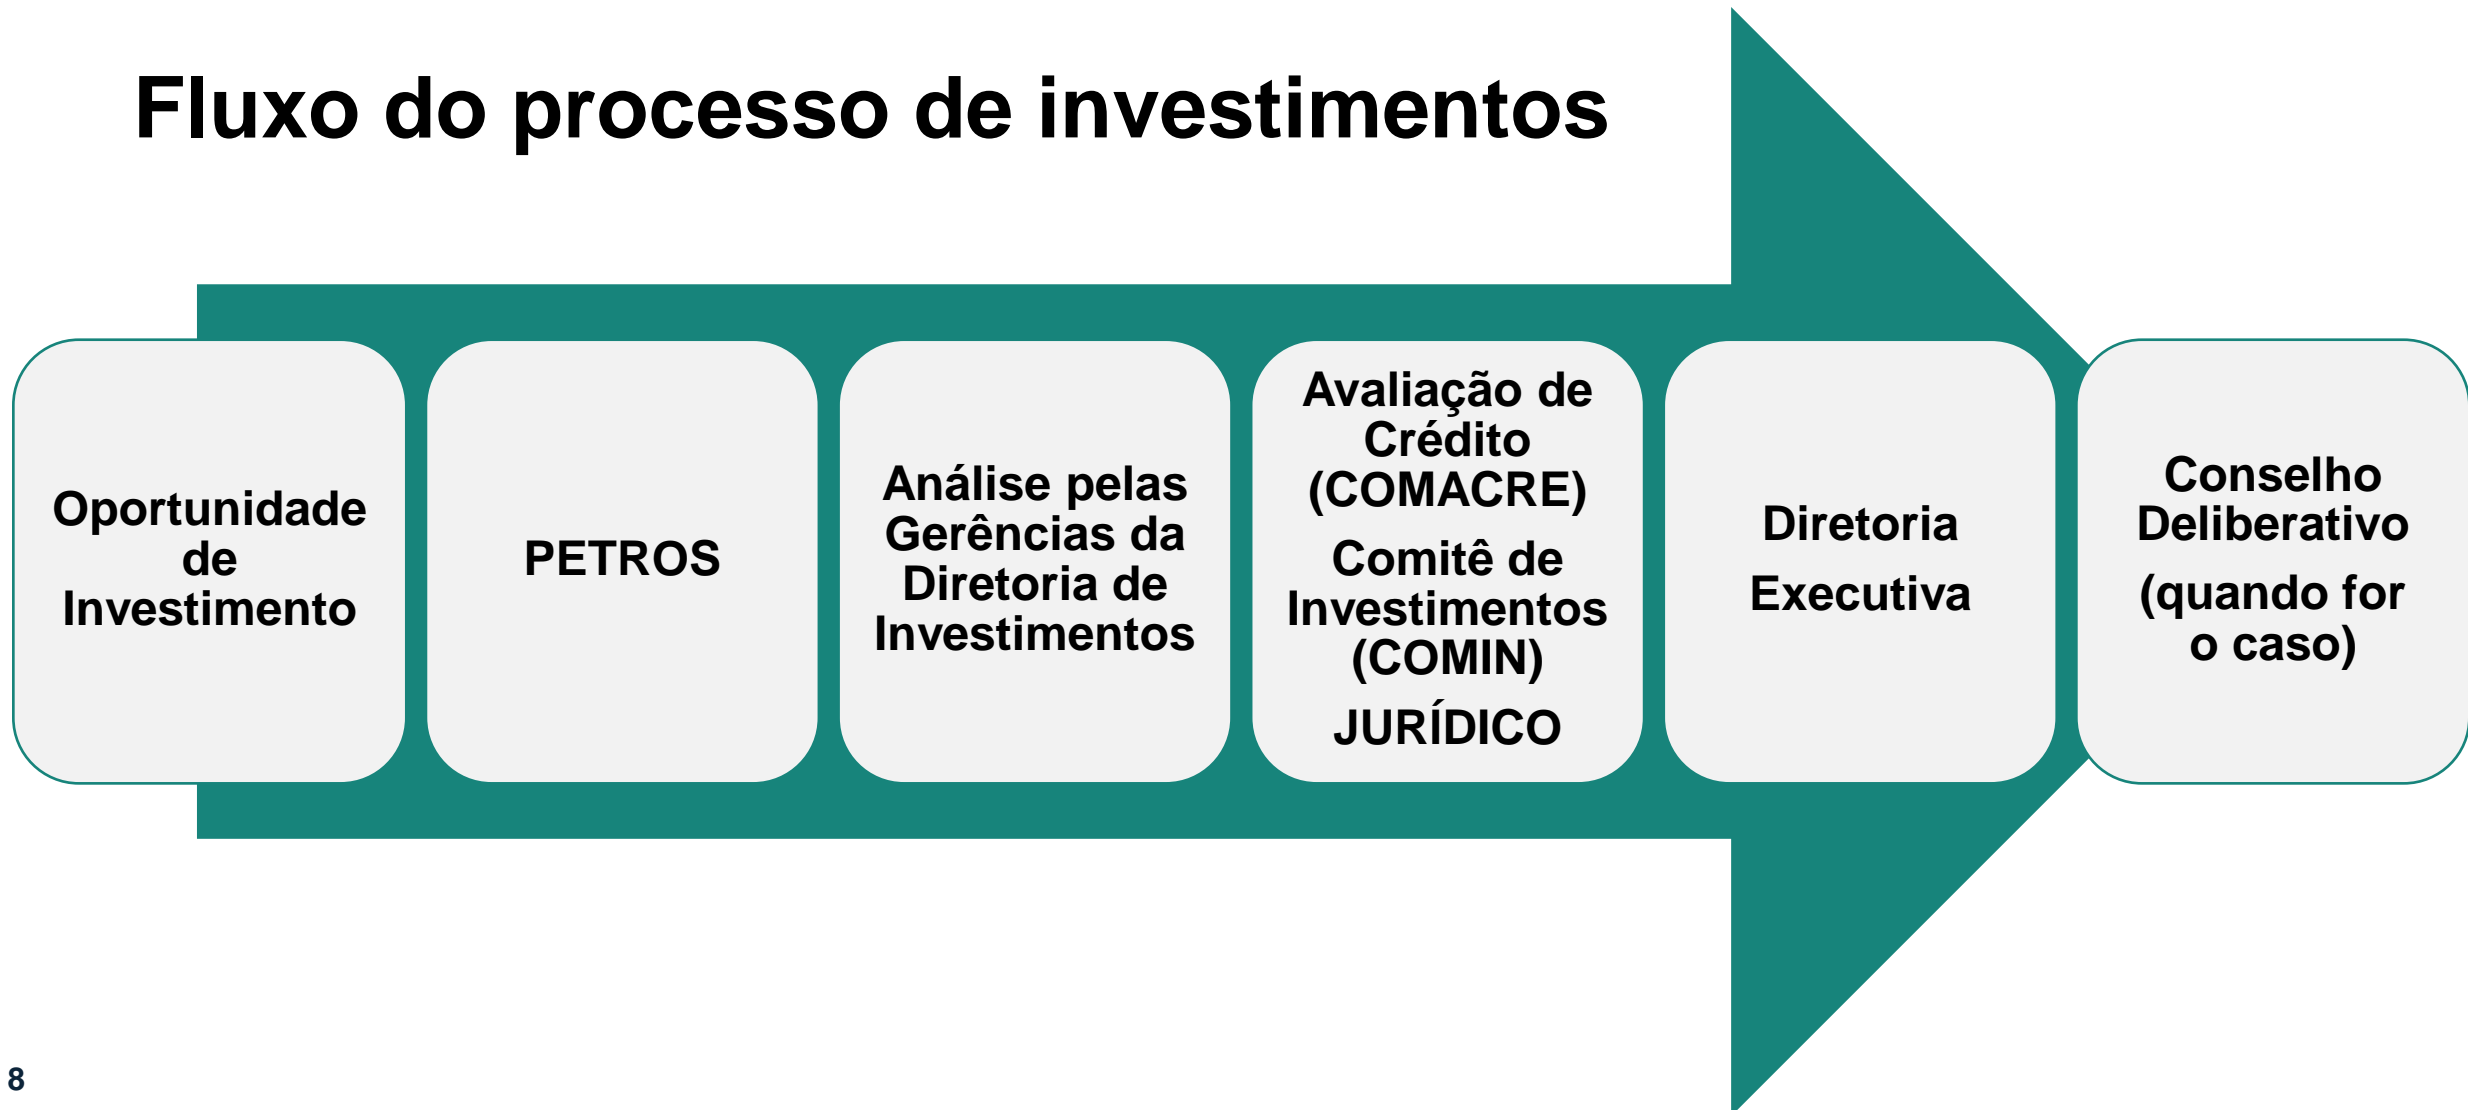 Fluxo do processo de investimentos
Oportunidade
de
Investimento
PETROS
Análise pelas
Gerências da
Diretoria de
Investimentos
Avaliação de
Crédito
(COMACRE)
Comitê de
Investimentos
(COMIN)
JURÍDICO
Diretoria
Executiva
Conselho
Deliberativo
(quando for
o caso)
8